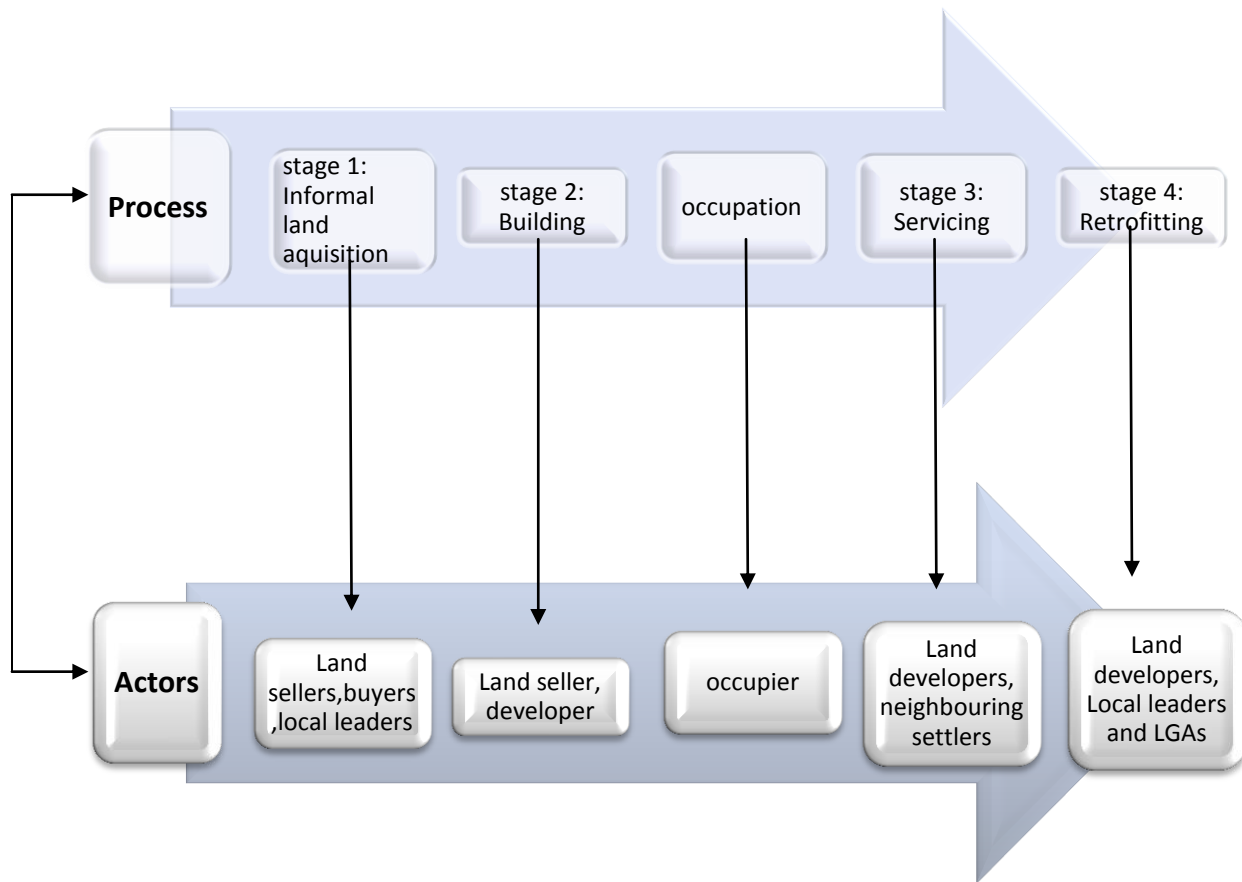 Process
stage 1:
Informal
land
aquisition
stage 2:
Building
occupation
stage 3:
Servicing
stage 4:
Retrofitting
Actors
Land
sellers,buyers
,local leaders
Land seller,
developer
occupier
Land
developers,
neighbouring
settlers
Land
developers,
Local leaders
and LGAs